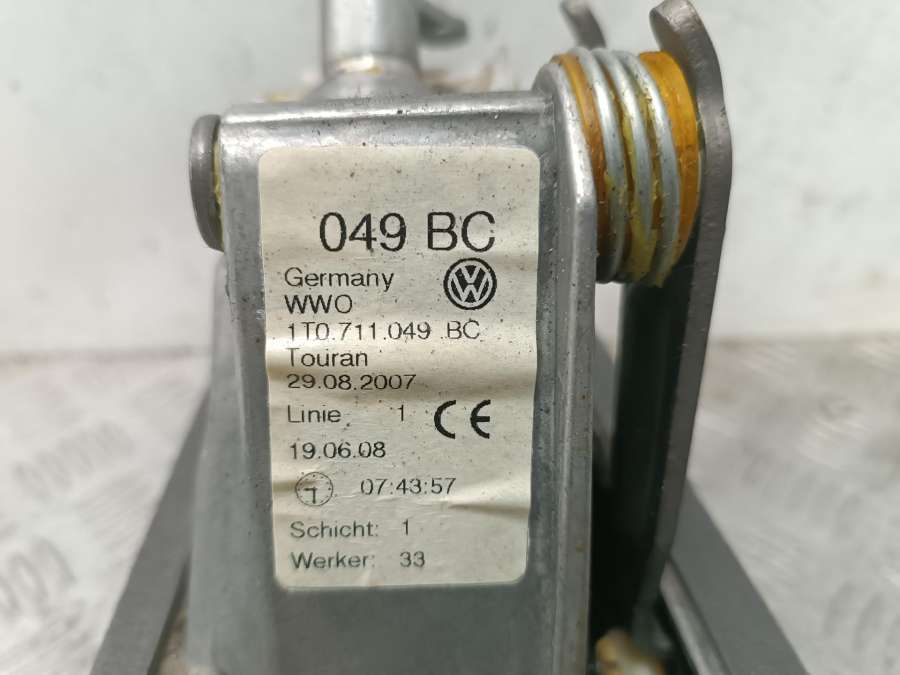 049 BC
Germany
WWO
1T0.711.049 BC
Touran
29.08.2007
Linie 1 CE
19.06.08
07:43:57
Schicht: 1
Werker: 33